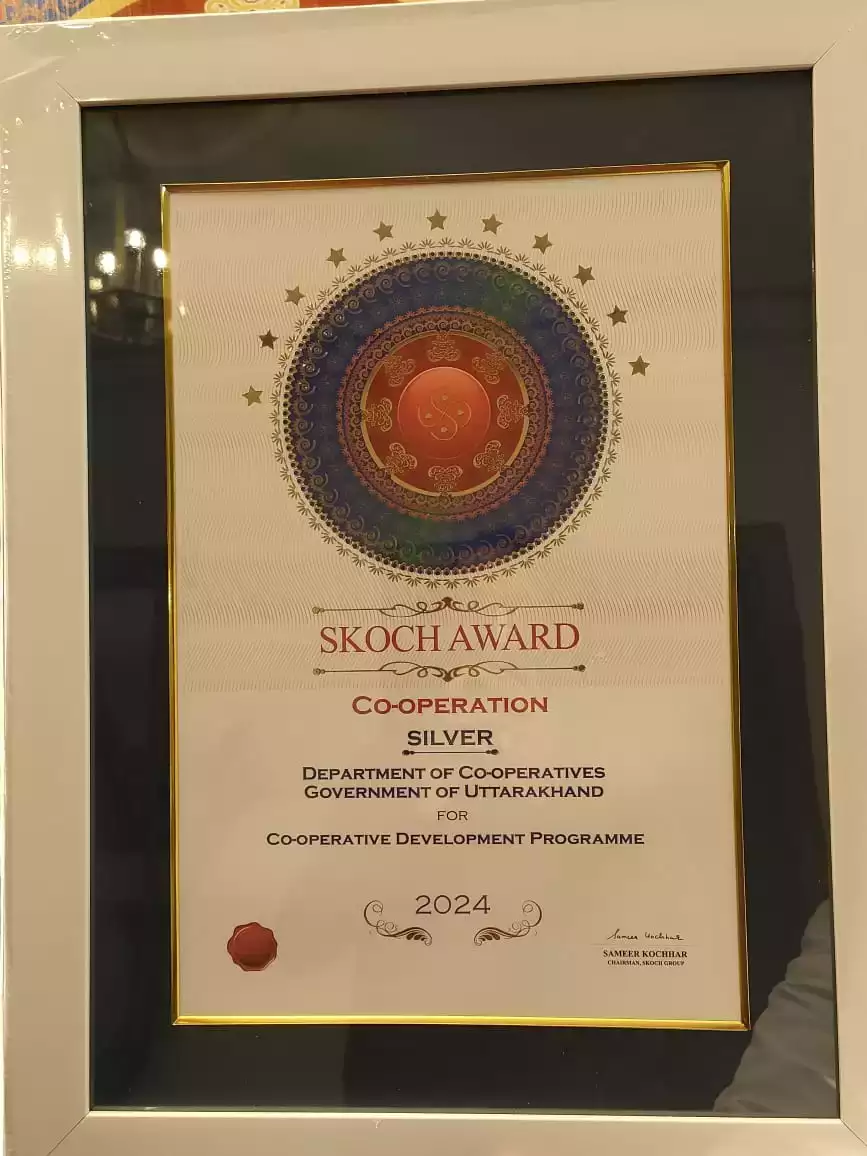 SKOCH AWARD
CO-OPERATION
SILVER
DEPARTMENT OF CO-OPERATIVES
GOVERNMENT OF UTTARAKHAND
FOR
CO-OPERATIVE DEVELOPMENT PROGRAMME
2024
Sameer Kochhar
SAMEER KOCHHAR
CHAIRMAN, SKOCH GROUP